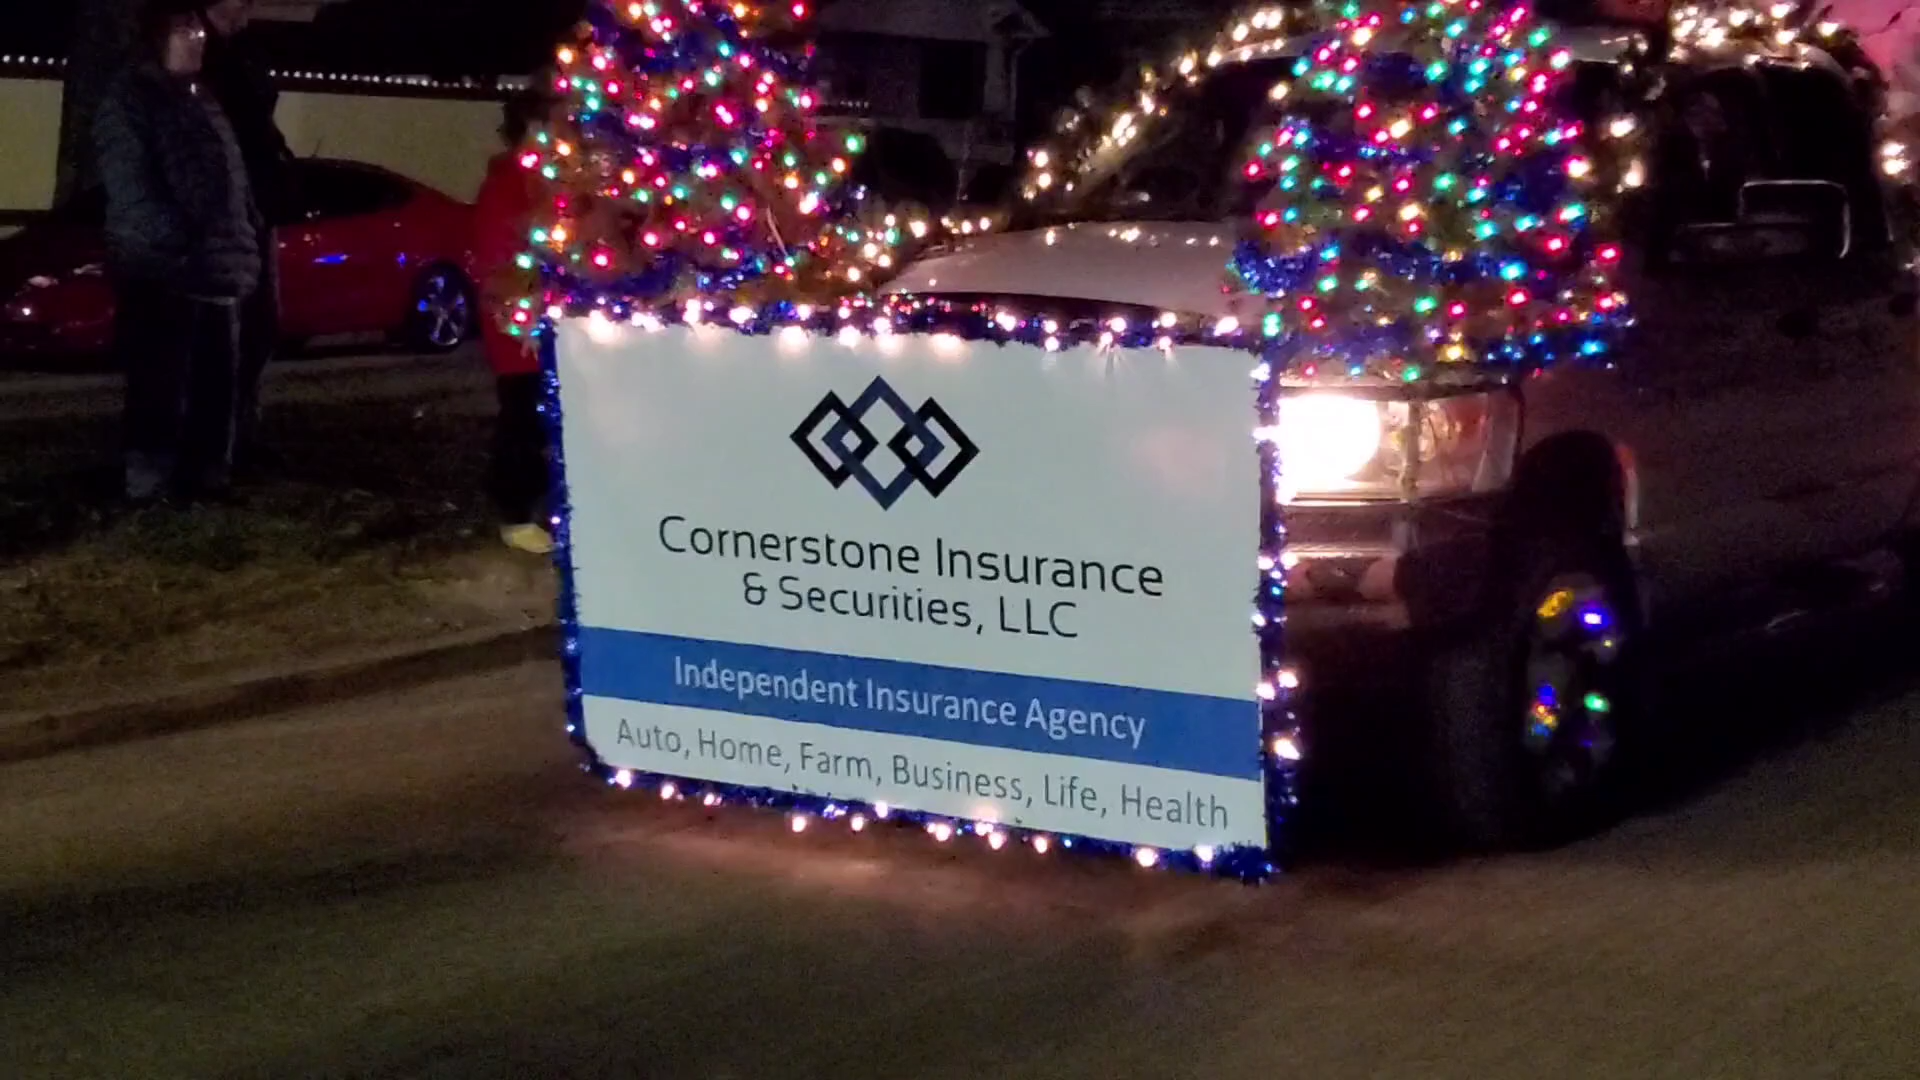 Cornerstone Insurance
& Securities, LLC
Independent Insurance Agency
Auto, Home, Farm, Business, Life, Health